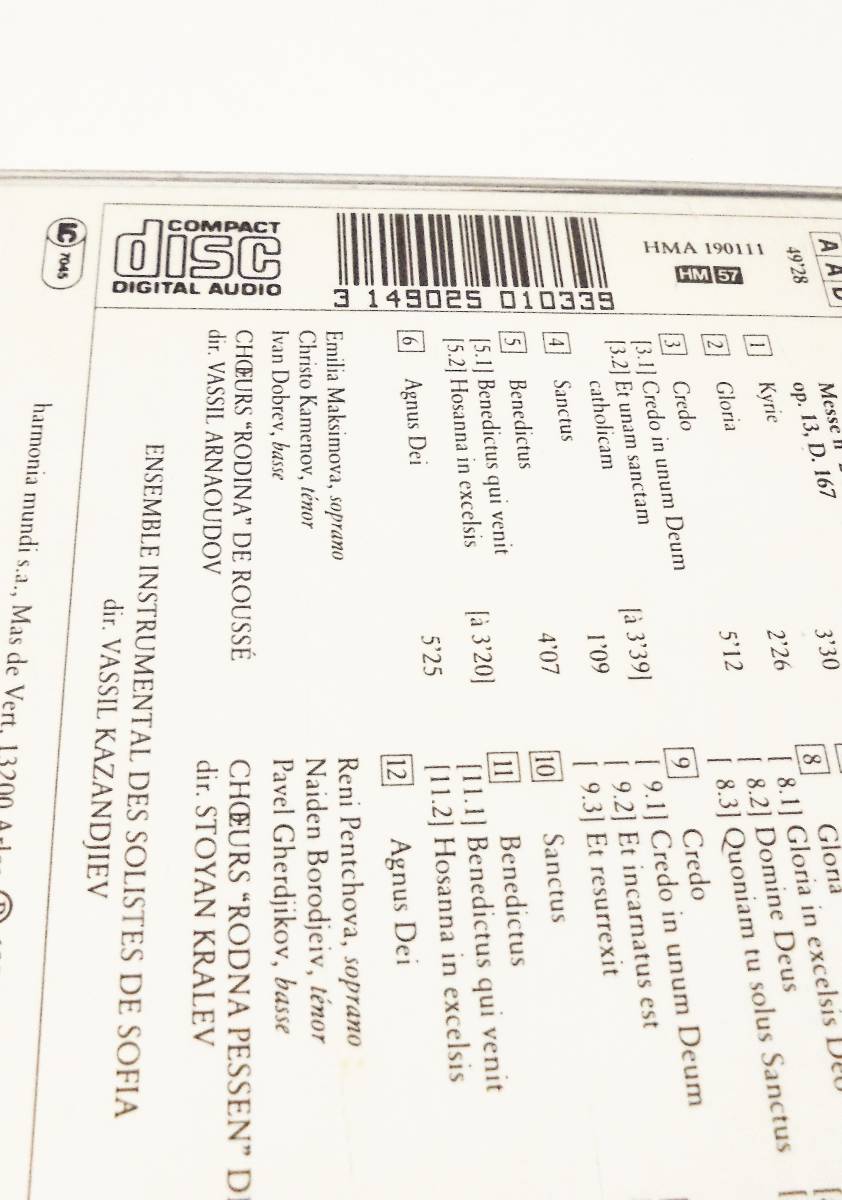 A A D
49'28
HMA 190111
HM 57
3 149025 010339
COMPACT
disc
DIGITAL AUDIO
LC
7045
Messe n
op. 13, D. 167
1 Kyrie 3'30
2 Gloria 2'26
3 Credo 5'12
[3.1] Credo in unum Deum
[3.2] Et unam sanctam [à 3'39]
catholicam 1'09
4 Sanctus 4'07
5 Benedictus
[5.1] Benedictus qui venit
[5.2] Hosanna in excelsis [à 3'20]
6 Agnus Dei 5'25
Emilia Maksimova, soprano
Christo Kamenov, ténor
Ivan Dobrev, basse
CHŒURS "RODINA" DE ROUSSÉ
dir. VASSIL ARNAOUDOV
8 Gloria
[ 8.1] Gloria in excelsis Deo
[ 8.2] Domine Deus
[ 8.3] Quoniam tu solus Sanctus
9 Credo
[ 9.1] Credo in unum Deum
[ 9.2] Et incarnatus est
[ 9.3] Et resurrexit
10 Sanctus
11 Benedictus
[11.1] Benedictus qui venit
[11.2] Hosanna in excelsis
12 Agnus Dei
Reni Pentchova, soprano
Naiden Borodjeiv, ténor
Pavel Gherdjikov, basse
CHŒURS "RODNA PESSEN"
dir. STOYAN KRALEV
ENSEMBLE INSTRUMENTAL DES SOLISTES DE SOFIA
dir. VASSIL KAZANDJIEV
harmonia mundi s.a., Mas de Vert, 13200